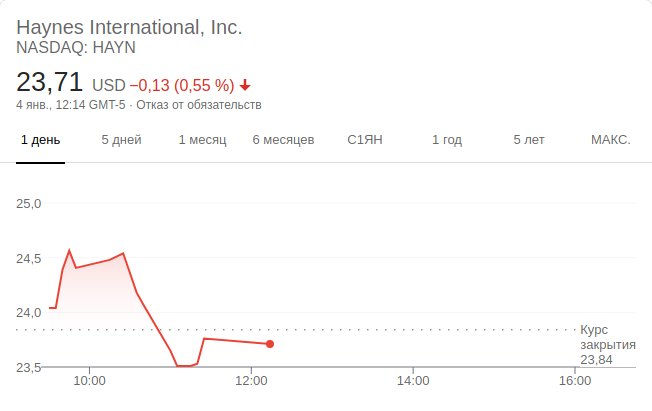 Haynes International, Inc.
NASDAQ: HAYN
23,71 USD −0,13 (0,55 %)
4 янв., 12:14 GMT-5 · Отказ от обязательств
1 день 5 дней 1 месяц 6 месяцев С1ЯН 1 год 5 лет МАКС.
25,0
24,5
24,0
Курс
закрытия
23,84
23,5
10:00 12:00 14:00 16:00